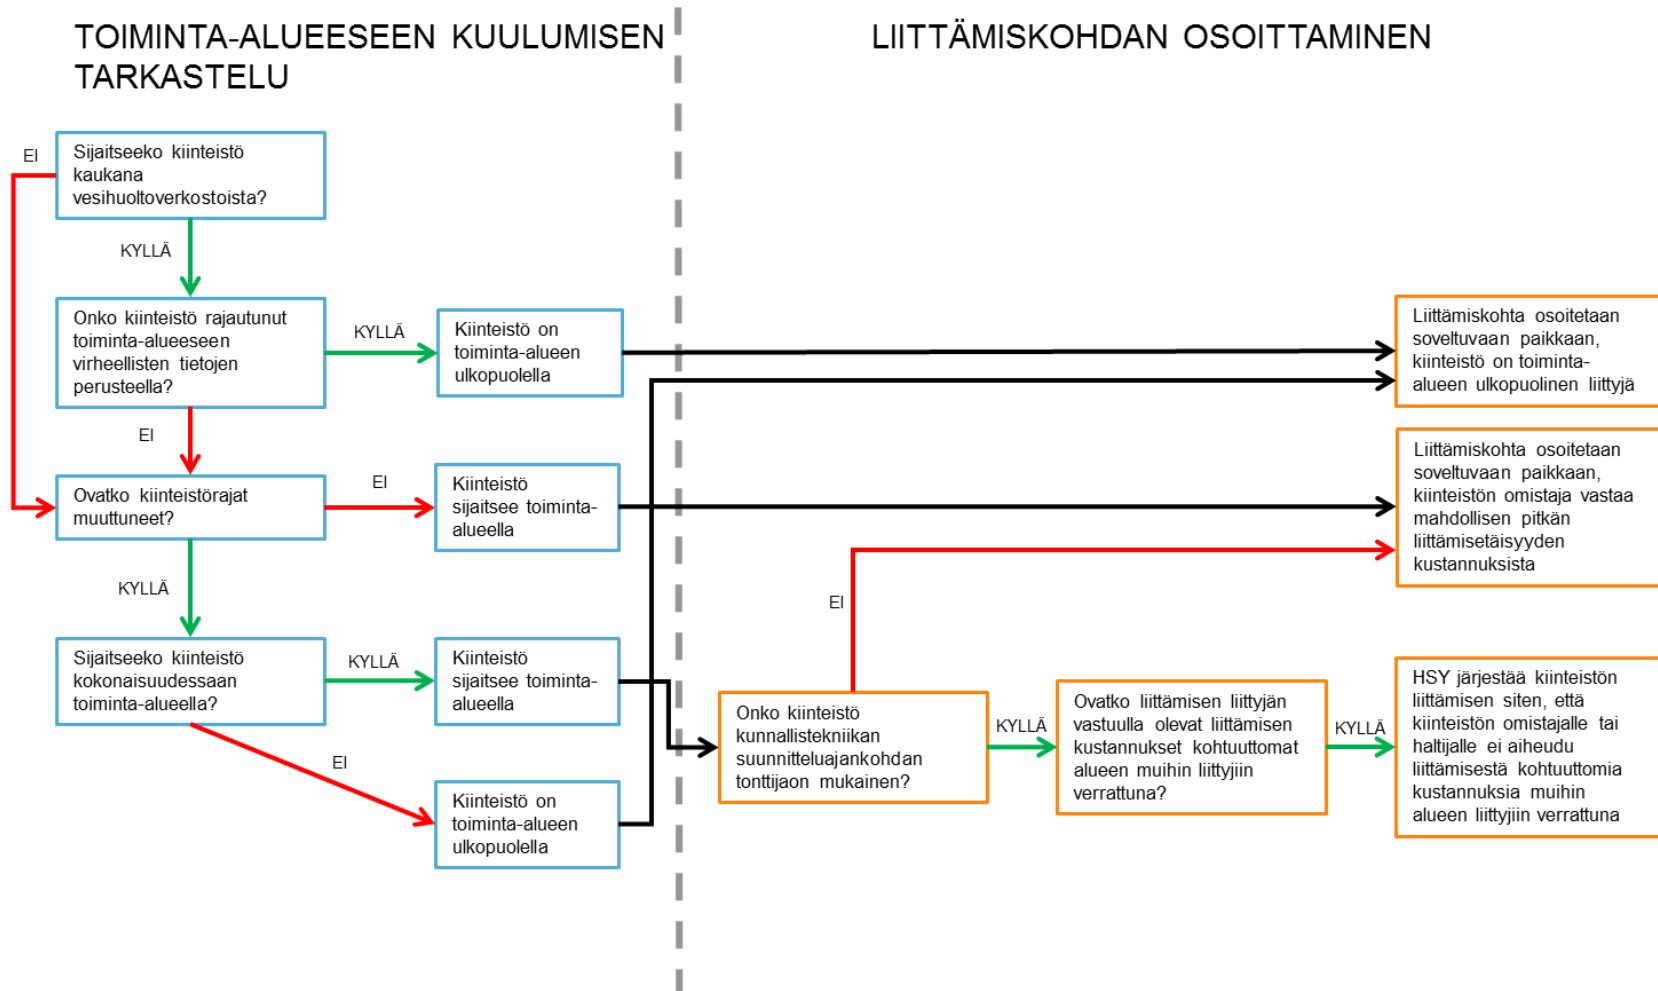 TOIMINTA-ALUEESEEN KUULUMISEN
TARKASTELU
LIITTÄMISKOHDAN OSOITTAMINEN
EI
Sijaitseeko kiinteistö
kaukana
vesihuoltoverkostoista?
KYLLÄ
Onko kiinteistö rajautunut
toiminta-alueeseen
virheellisten tietojen
perusteella?
KYLLÄ
Kiinteistö on
toiminta-alueen
ulkopuolella
Liittämiskohta osoitetaan
soveltuvaan paikkaan,
kiinteistö on toiminta-
alueen ulkopuolinen liittyjä
EI
Ovatko kiinteistörajat
muuttuneet?
EI
Kiinteistö
sijaitsee toiminta-
alueella
Liittämiskohta osoitetaan
soveltuvaan paikkaan,
kiinteistön omistaja vastaa
mahdollisen pitkän
liittämisetäisyyden
kustannuksista
KYLLÄ
Sijaitseeko kiinteistö
kokonaisuudessaan
toiminta-alueella?
KYLLÄ
Kiinteistö
sijaitsee toiminta-
alueella
EI
Kiinteistö on
toiminta-alueen
ulkopuolella
EI
Onko kiinteistö
kunnallistekniikan
suunnitteluajankohdan
tonttijaon mukainen?
KYLLÄ
Ovatko liittämisen liittyjän
vastuulla olevat liittämisen
kustannukset kohtuuttomat
alueen muihin liittyjiin
verrattuna?
KYLLÄ
HSY järjestää kiinteistön
liittämisen siten, että
kiinteistön omistajalle tai
haltijalle ei aiheudu
liittämisestä kohtuuttomia
kustannuksia muihin
alueen liittyjiin verrattuna